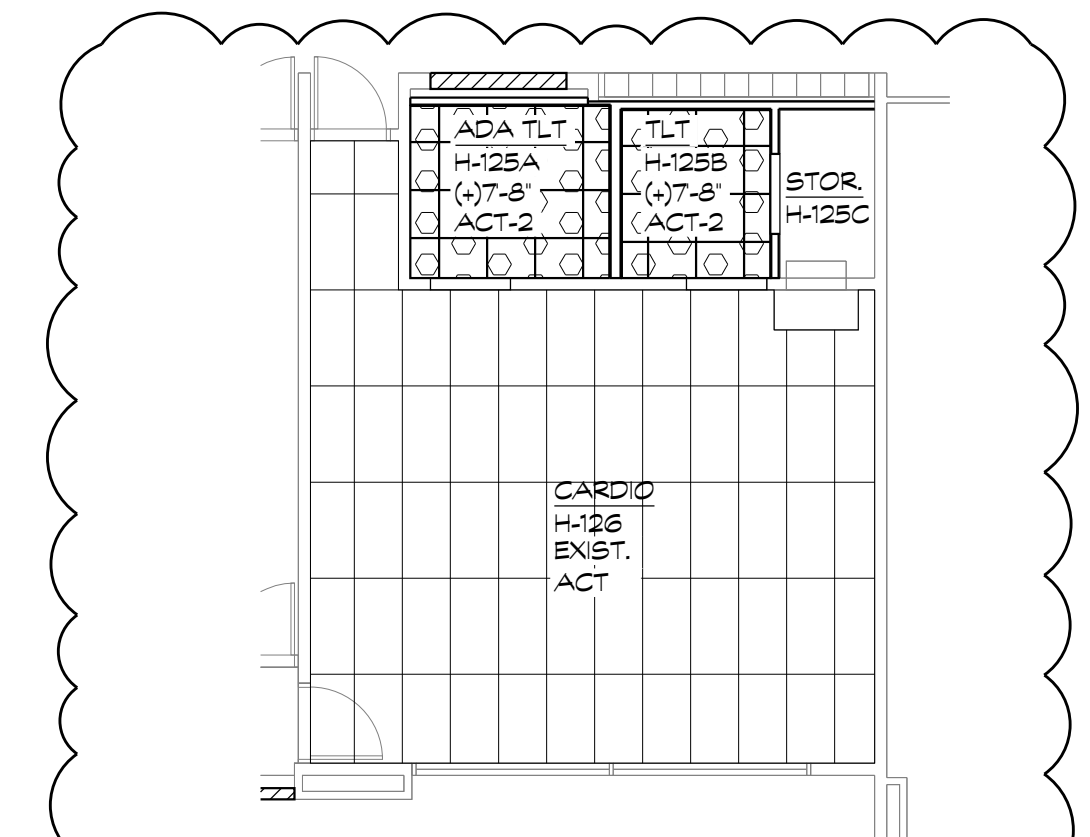 ADA TLT
H-125A
(+)7'-8"
ACT-2
TLT
H-125B
(+)7'-8"
ACT-2
STOR.
H-125C
CARDIO
H-126
EXIST.
ACT